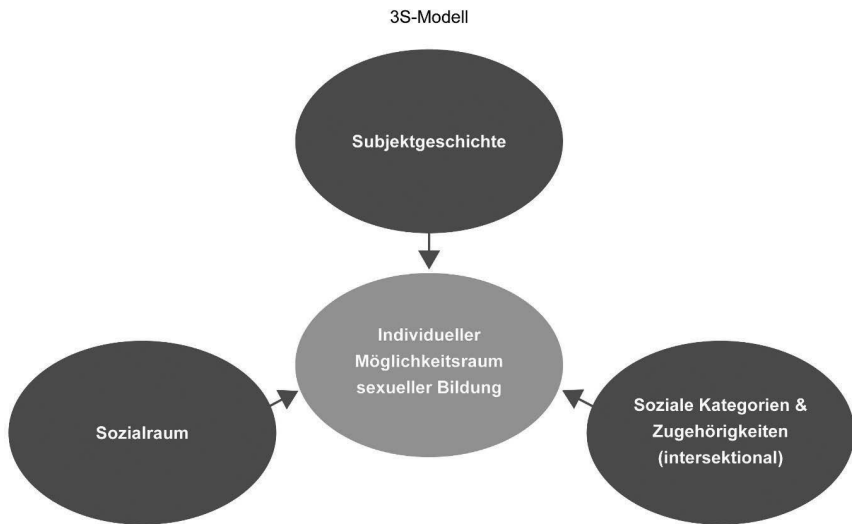 3S-Modell
Subjektgeschichte
Individueller
Möglichkeitsraum
sexueller Bildung
Sozialraum
Soziale Kategorien &
Zugehörigkeiten
(intersektional)